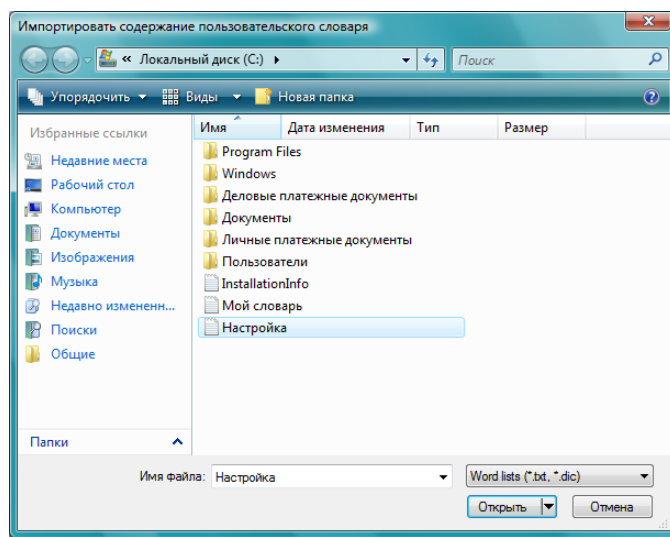 Импортировать содержание пользовательского словаря
« Локальный диск (C:)
Поиск
Упорядочить Виды Новая папка
?
Избранные ссылки
Недавние места
Рабочий стол
Компьютер
Документы
Изображения
Музыка
Недавно измененн...
Поиски
Общие
Папки
Имя Дата изменения Тип Размер
Program Files
Windows
Деловые платежные документы
Документы
Личные платежные документы
Пользователи
InstallationInfo
Мой словарь
Настройка
Имя файла: Настройка Word lists (*.txt, *.dic)
Открыть Отмена